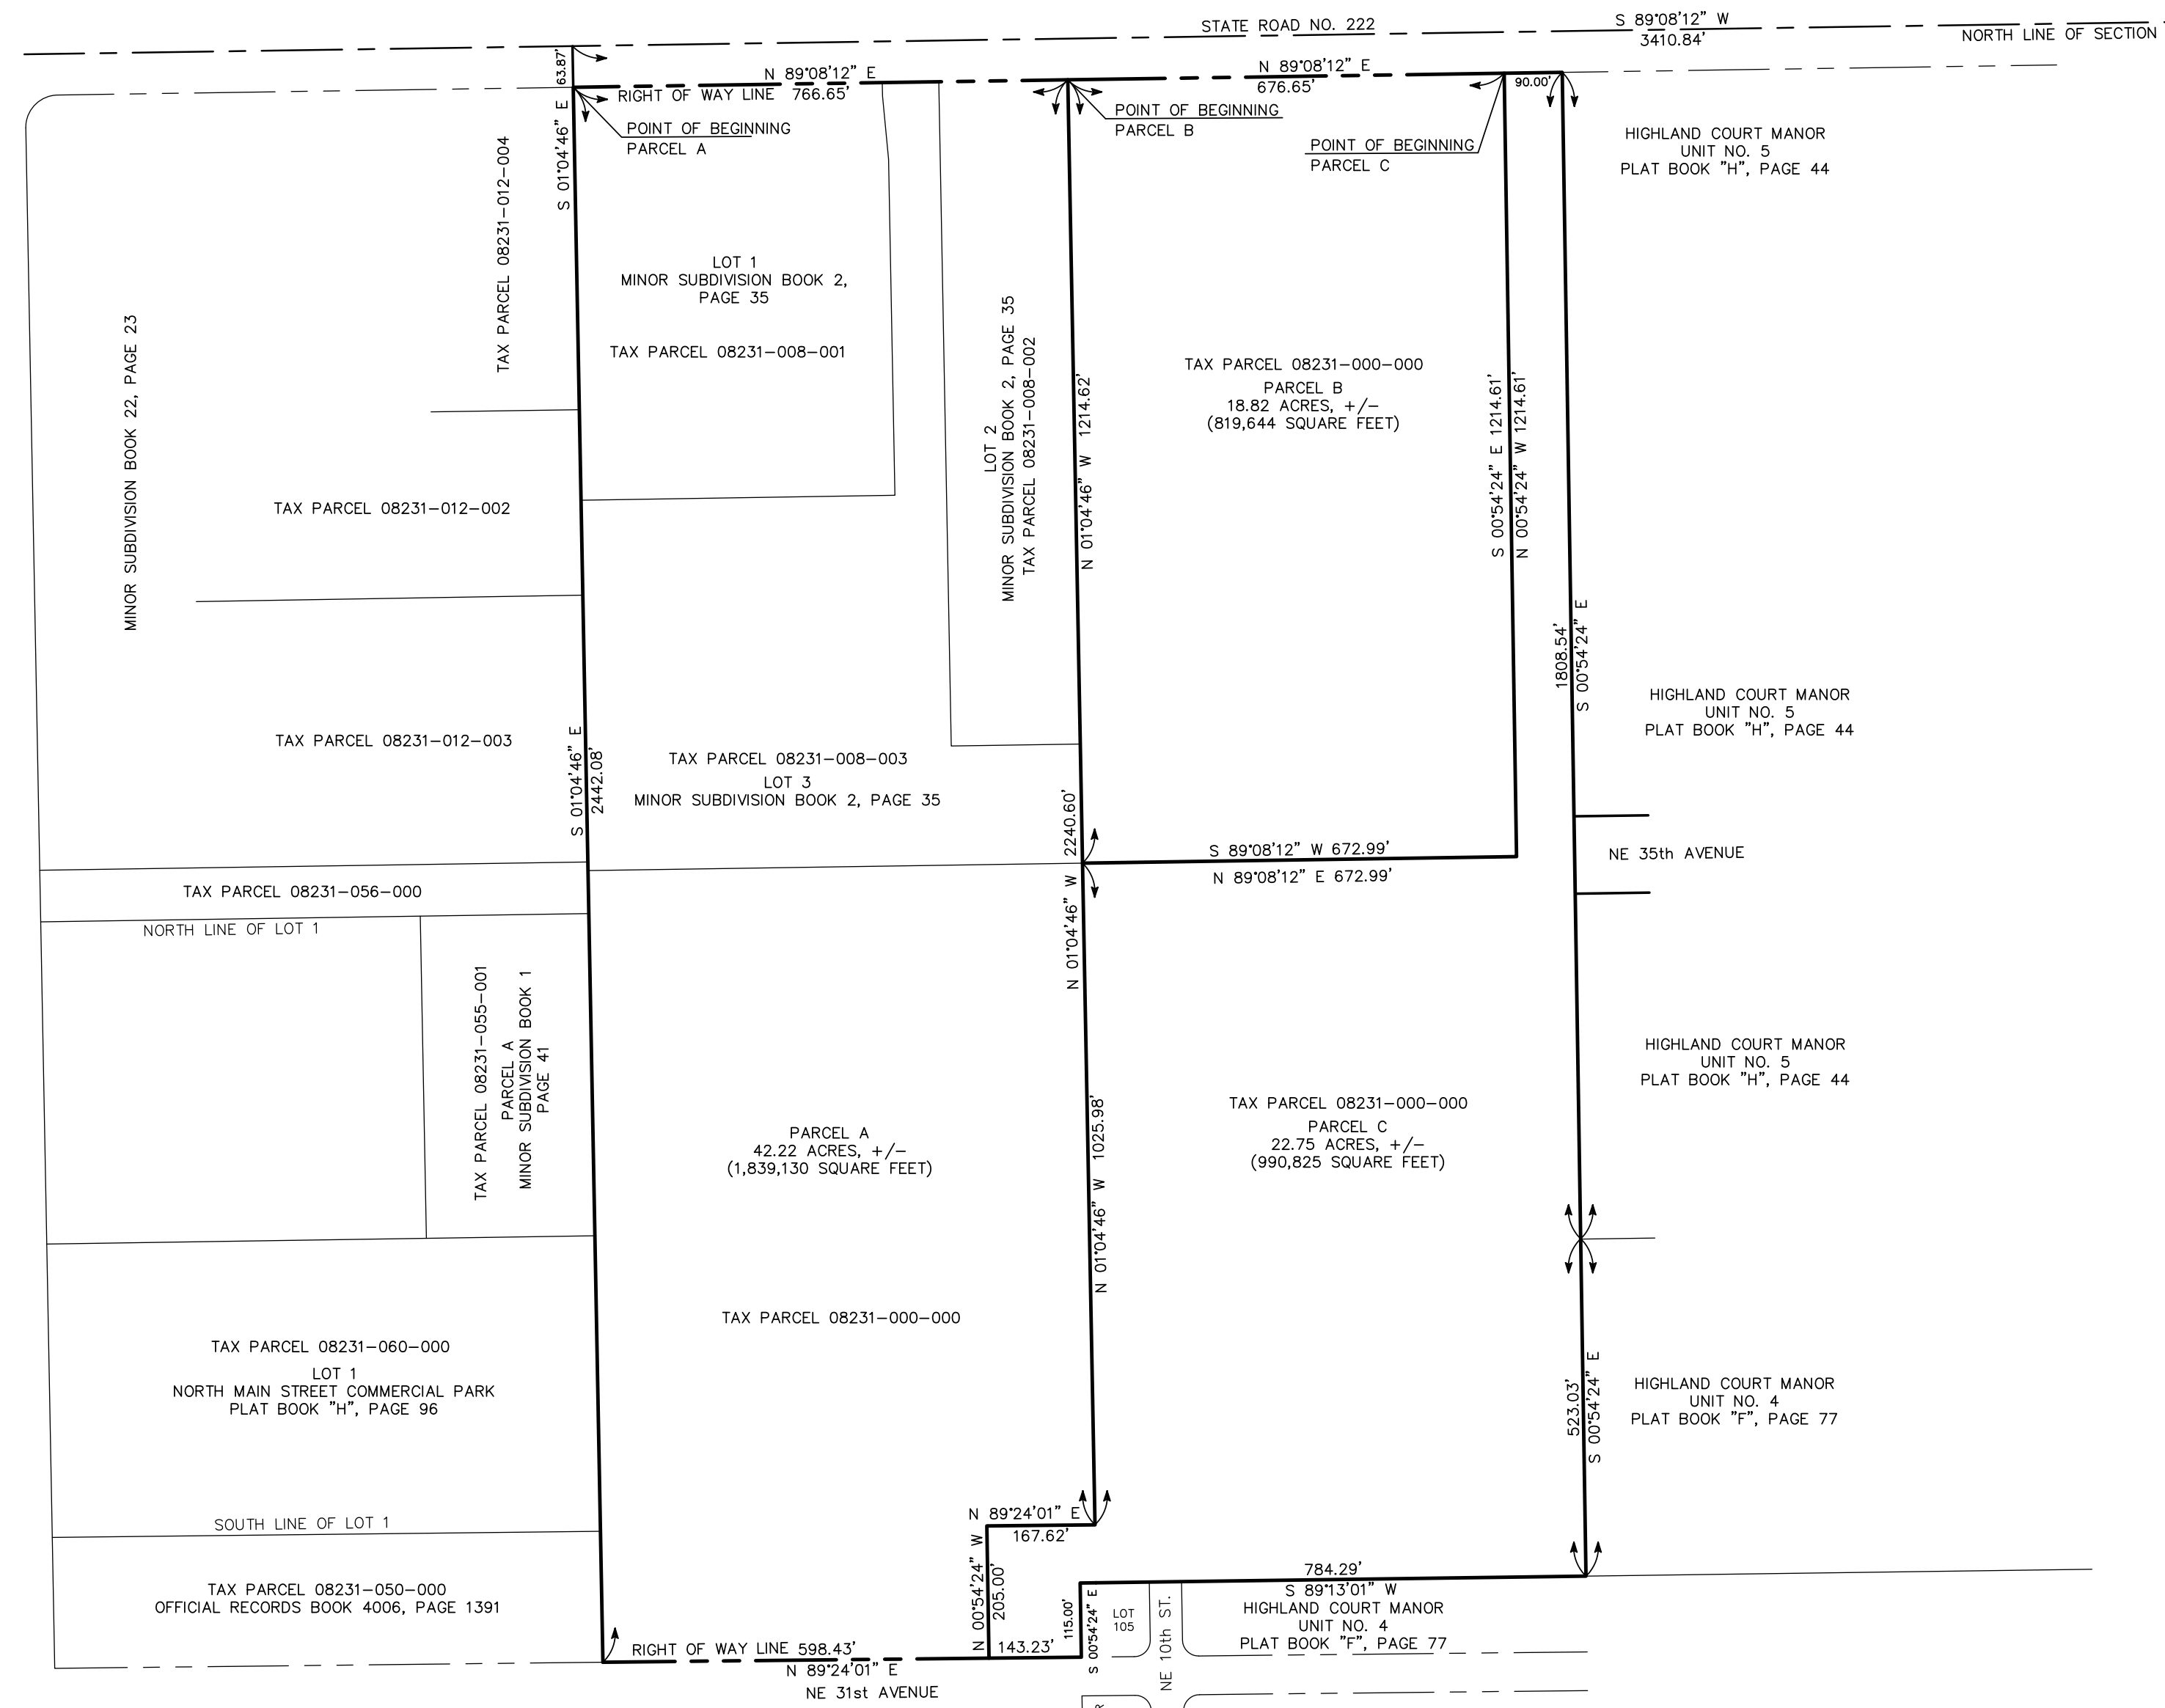 STATE ROAD NO. 222
S 89°08'12" W
3410.84'
NORTH LINE OF SECTION
63.87'
S 01°04'46" E
N 89°08'12" E
RIGHT OF WAY LINE 766.65'
POINT OF BEGINNING
PARCEL A
N 89°08'12" E
676.65'
90.00'
POINT OF BEGINNING
PARCEL B
POINT OF BEGINNING
PARCEL C
HIGHLAND COURT MANOR
UNIT NO. 5
PLAT BOOK "H", PAGE 44
TAX PARCEL 08231-012-004
MINOR SUBDIVISION BOOK 22, PAGE 23
LOT 1
MINOR SUBDIVISION BOOK 2,
PAGE 35
TAX PARCEL 08231-008-001
LOT 2
MINOR SUBDIVISION BOOK 2, PAGE 35
TAX PARCEL 08231-008-002
N 01°04'46" W 1214.62'
TAX PARCEL 08231-000-000
PARCEL B
18.82 ACRES, +/-
(819,644 SQUARE FEET)
S 00°54'24" E 1214.61'
N 00°54'24" W 1214.61'
TAX PARCEL 08231-012-002
1808.54'
S 00°54'24" E
HIGHLAND COURT MANOR
UNIT NO. 5
PLAT BOOK "H", PAGE 44
TAX PARCEL 08231-012-003
S 01°04'46" E
2442.08'
TAX PARCEL 08231-008-003
LOT 3
MINOR SUBDIVISION BOOK 2, PAGE 35
N 01°04'46" W 2240.60'
S 89°08'12" W 672.99'
N 89°08'12" E 672.99'
NE 35th AVENUE
TAX PARCEL 08231-056-000
NORTH LINE OF LOT 1
TAX PARCEL 08231-055-001
PARCEL A
MINOR SUBDIVISION BOOK 1
PAGE 41
HIGHLAND COURT MANOR
UNIT NO. 5
PLAT BOOK "H", PAGE 44
PARCEL A
42.22 ACRES, +/-
(1,839,130 SQUARE FEET)
N 01°04'46" W 1025.98'
TAX PARCEL 08231-000-000
PARCEL C
22.75 ACRES, +/-
(990,825 SQUARE FEET)
TAX PARCEL 08231-000-000
TAX PARCEL 08231-060-000
LOT 1
NORTH MAIN STREET COMMERCIAL PARK
PLAT BOOK "H", PAGE 96
523.03'
S 00°54'24" E
HIGHLAND COURT MANOR
UNIT NO. 4
PLAT BOOK "F", PAGE 77
SOUTH LINE OF LOT 1
N 89°24'01" E
167.62'
N 00°54'24" W
205.00'
784.29'
S 89°13'01" W
HIGHLAND COURT MANOR
UNIT NO. 4
PLAT BOOK "F", PAGE 77
TAX PARCEL 08231-050-000
OFFICIAL RECORDS BOOK 4006, PAGE 1391
115.00'
S 00°54'24" E
LOT
105
NE 10th ST.
RIGHT OF WAY LINE 598.43'
143.23'
N 89°24'01" E
NE 31st AVENUE